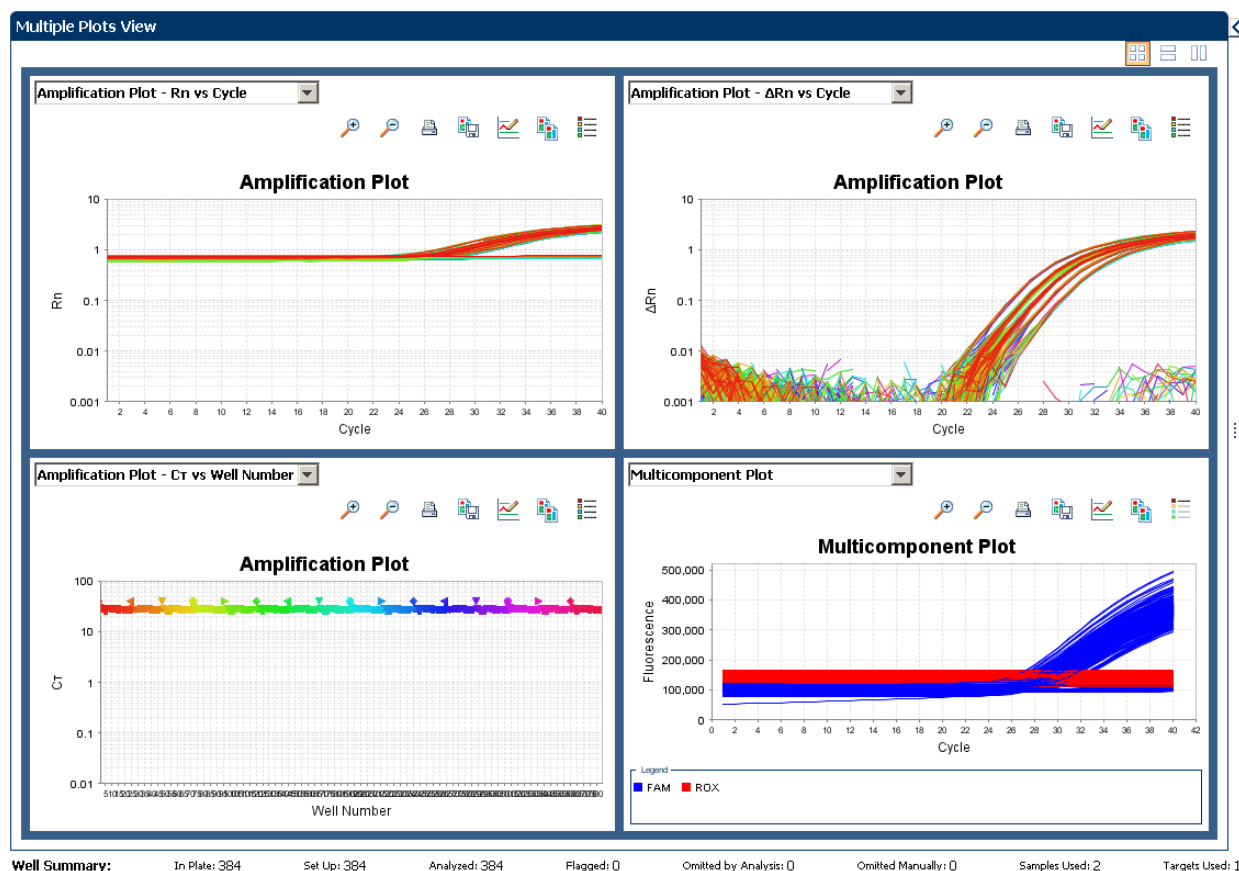 Multiple Plots View
Amplification Plot - Rn vs Cycle
Amplification Plot
10
1
0.1
0.01
0.001
Rn
2 4 6 8 10 12 14 16 18 20 22 24 26 28 30 32 34 36 38 40
Cycle
Amplification Plot - ΔRn vs Cycle
Amplification Plot
10
1
0.1
0.01
0.001
ΔRn
2 4 6 8 10 12 14 16 18 20 22 24 26 28 30 32 34 36 38 40
Cycle
Amplification Plot - Cт vs Well Number
Amplification Plot
100
10
1
0.1
0.01
Cт
Well Number
Multicomponent Plot
Multicomponent Plot
500,000
400,000
300,000
200,000
100,000
0
Fluorescence
0 2 4 6 8 10 12 14 16 18 20 22 24 26 28 30 32 34 36 38 40 42
Cycle
Legend
FAM ROX
Well Summary: In Plate: 384 Set Up: 384 Analyzed: 384 Flagged: 0 Omitted by Analysis: 0 Omitted Manually: 0 Samples Used: 2 Targets Used: 1